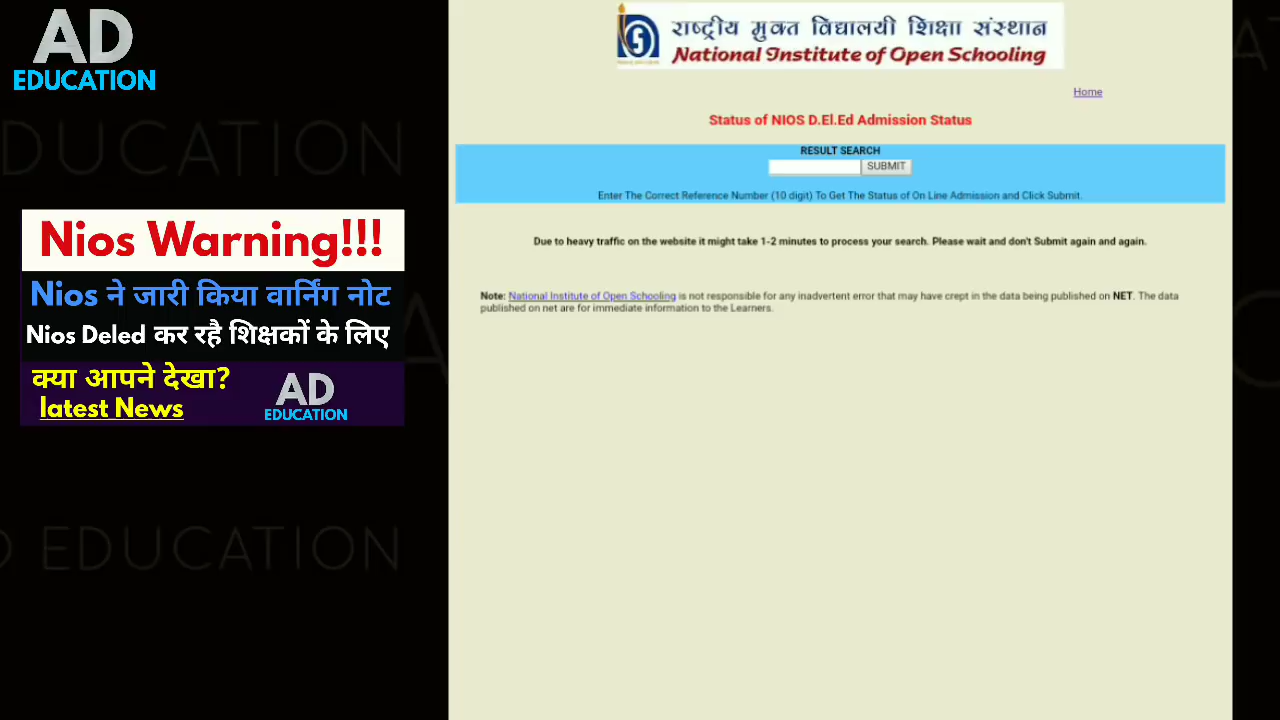 AD
EDUCATION
Nios Warning!!!
Nios ने जारी किया वार्निंग नोट
Nios Deled कर रहै शिक्षकों के लिए
क्या आपने देखा?
latest News
AD
EDUCATION
राष्ट्रीय मुक्त विद्यालयी शिक्षा संस्थान
National Institute of Open Schooling
Home
Status of NIOS D.El.Ed Admission Status
RESULT SEARCH
SUBMIT
Enter The Correct Reference Number (10 digit) To Get The Status of On Line Admission and Click Submit.
Due to heavy traffic on the website it might take 1-2 minutes to process your search. Please wait and don't Submit again and again.
Note: National Institute of Open Schooling is not responsible for any inadvertent error that may have crept in the data being published on NET. The data
published on net are for immediate information to the Learners.
DUCATION
D EDUCATION